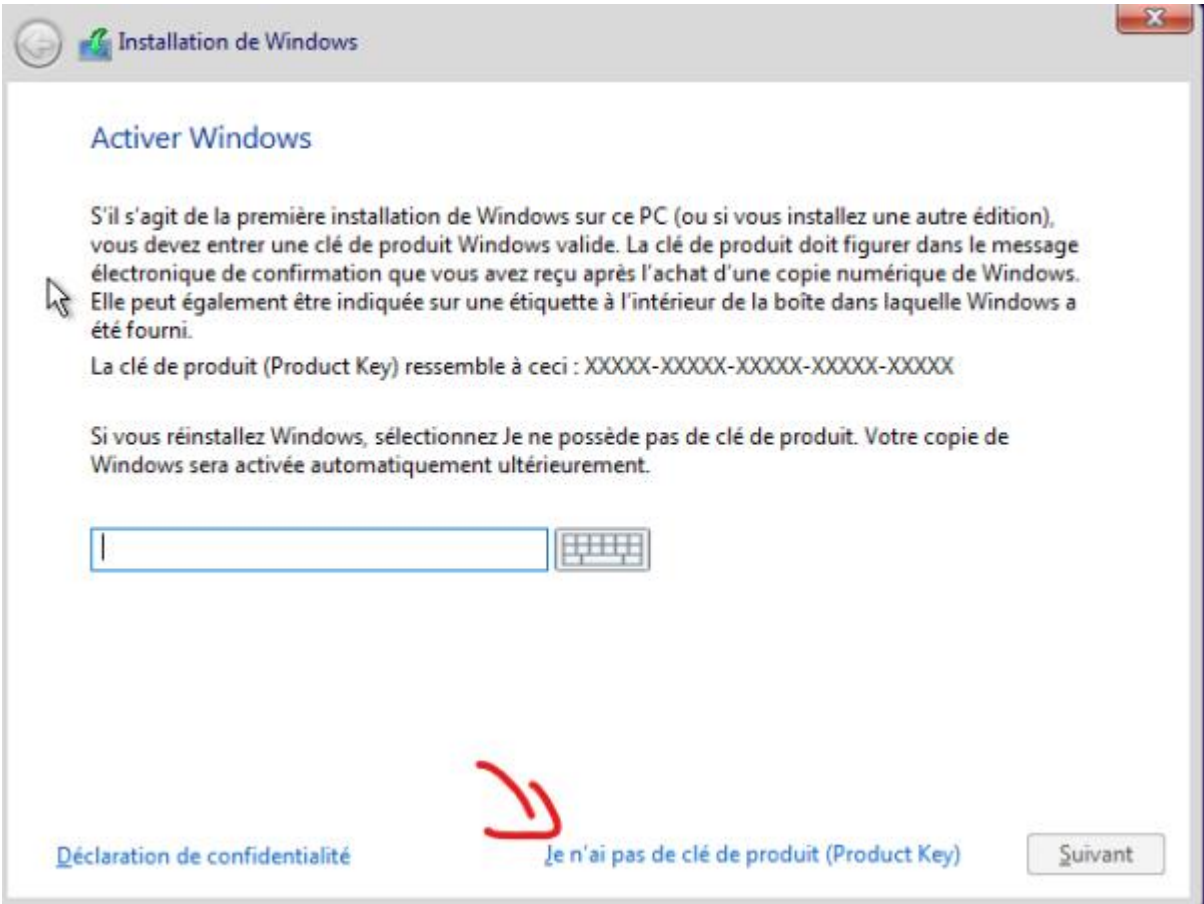 Installation de Windows
Activer Windows
S'il s'agit de la première installation de Windows sur ce PC (ou si vous installez une autre édition),
vous devez entrer une clé de produit Windows valide. La clé de produit doit figurer dans le message
électronique de confirmation que vous avez reçu après l'achat d'une copie numérique de Windows.
Elle peut également être indiquée sur une étiquette à l'intérieur de la boîte dans laquelle Windows a
été fourni.
La clé de produit (Product Key) ressemble à ceci : XXXXX-XXXXX-XXXXX-XXXXX-XXXXX
Si vous réinstallez Windows, sélectionnez Je ne possède pas de clé de produit. Votre copie de
Windows sera activée automatiquement ultérieurement.
Déclaration de confidentialité
Je n'ai pas de clé de produit (Product Key)
Suivant